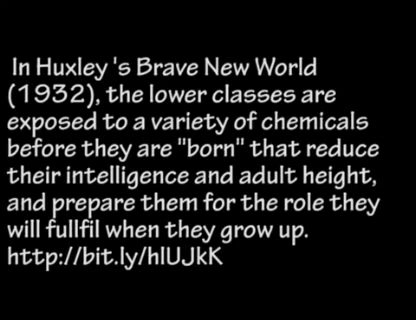 In Huxley 's Brave New World
(1932), the lower classes are
exposed to a variety of chemicals
before they are "born" that reduce
their intelligence and adult height,
and prepare them for the role they
will fullfil when they grow up.
http://bit.ly/hlUJkK